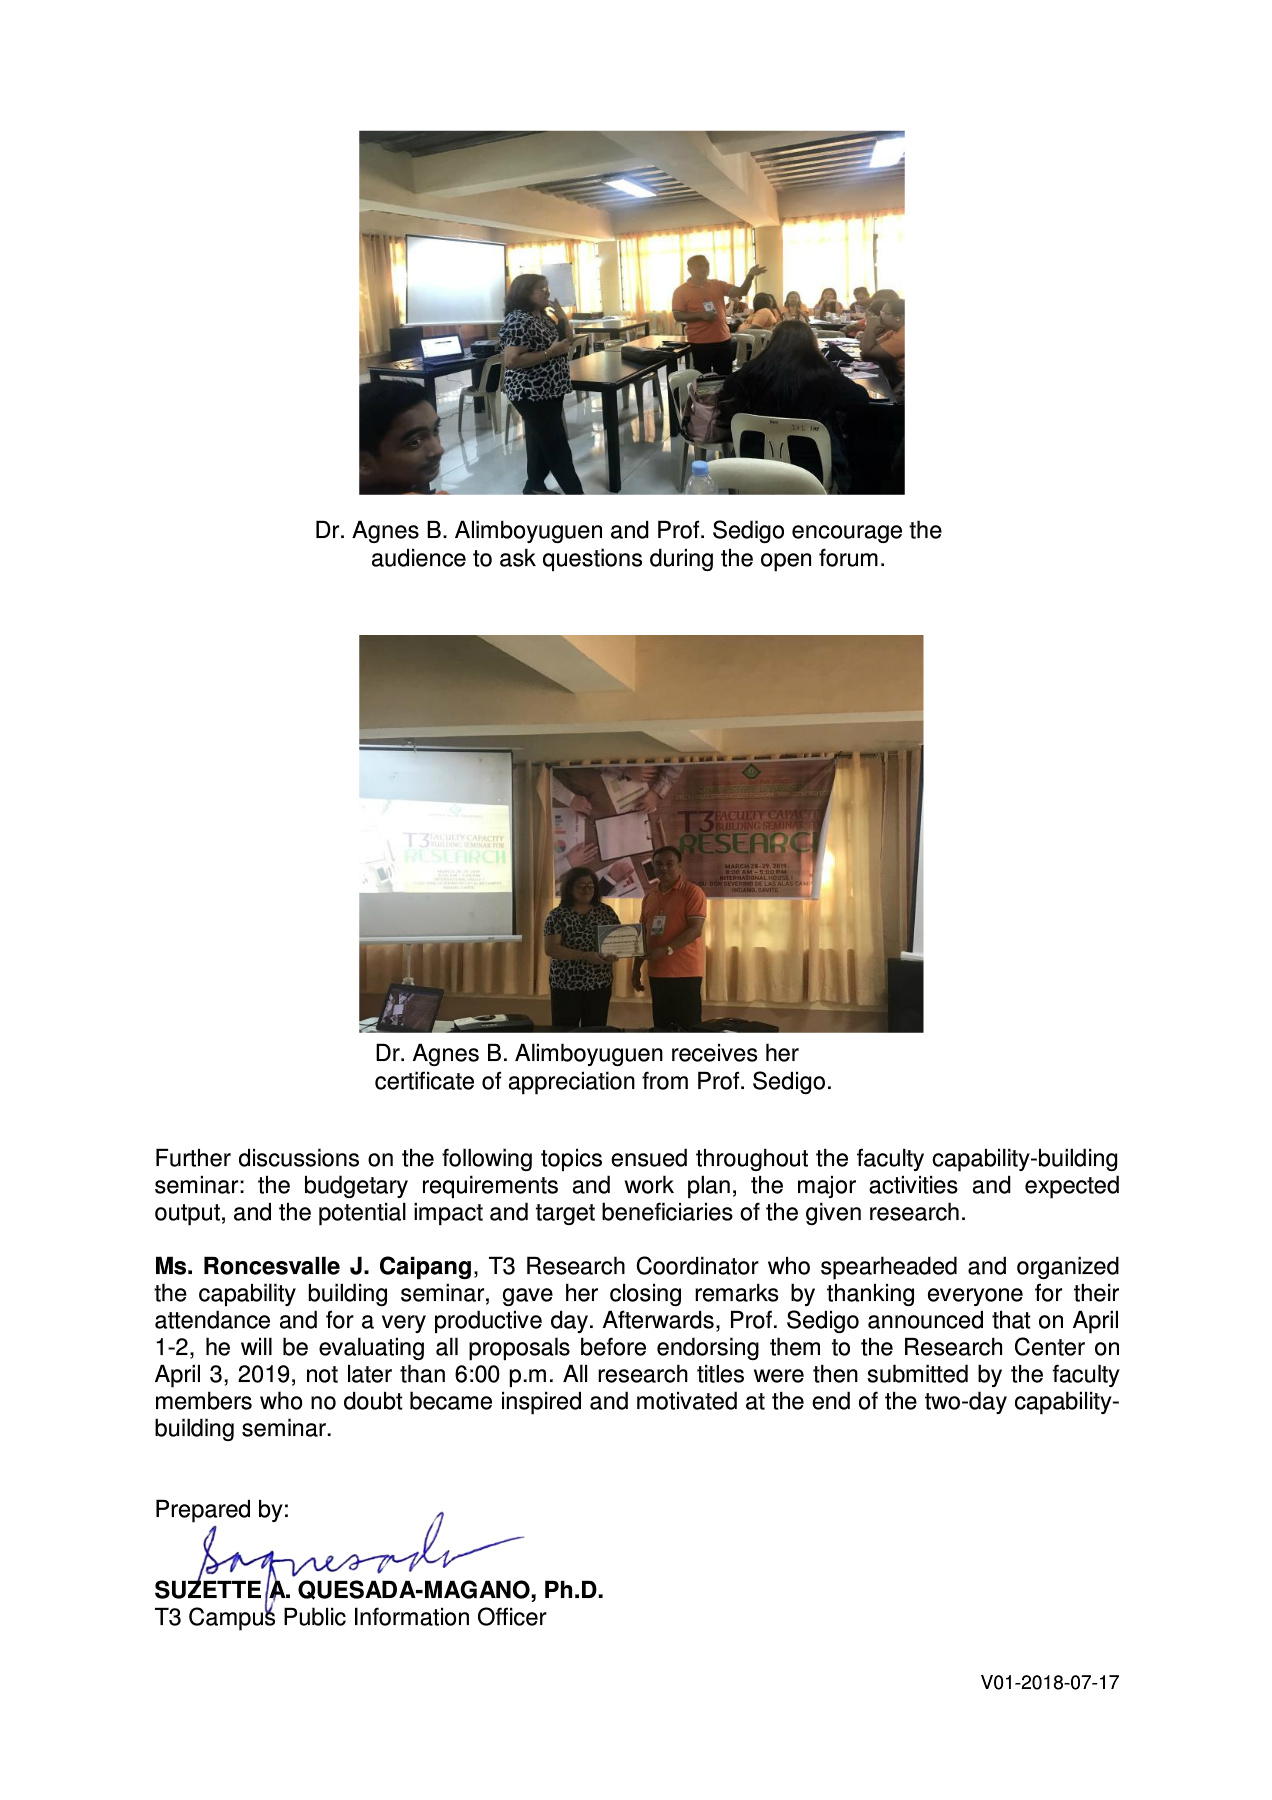 T3 FACULTY CAPACITY
BUILDING SEMINAR FOR
RESEARCH
T3 FACULTY CAPACITY
BUILDING SEMINAR FOR
RESEARCH
MARCH 28-29, 2019
8:00 AM – 5:00 PM
INTERNATIONAL HOUSE 1
DON SEVERINO DE LAS ALAS CAM
INDANG, CAVITE
Dr. Agnes B. Alimboyuguen and Prof. Sedigo encourage the
audience to ask questions during the open forum.
Dr. Agnes B. Alimboyuguen receives her
certificate of appreciation from Prof. Sedigo.
Further discussions on the following topics ensued throughout the faculty capability-building
seminar: the budgetary requirements and work plan, the major activities and expected
output, and the potential impact and target beneficiaries of the given research.
Ms. Roncesvalle J. Caipang, T3 Research Coordinator who spearheaded and organized
the capability building seminar, gave her closing remarks by thanking everyone for their
attendance and for a very productive day. Afterwards, Prof. Sedigo announced that on April
1-2, he will be evaluating all proposals before endorsing them to the Research Center on
April 3, 2019, not later than 6:00 p.m. All research titles were then submitted by the faculty
members who no doubt became inspired and motivated at the end of the two-day capability-
building seminar.
Prepared by:
SUZETTE A. QUESADA-MAGANO, Ph.D.
T3 Campus Public Information Officer
V01-2018-07-17